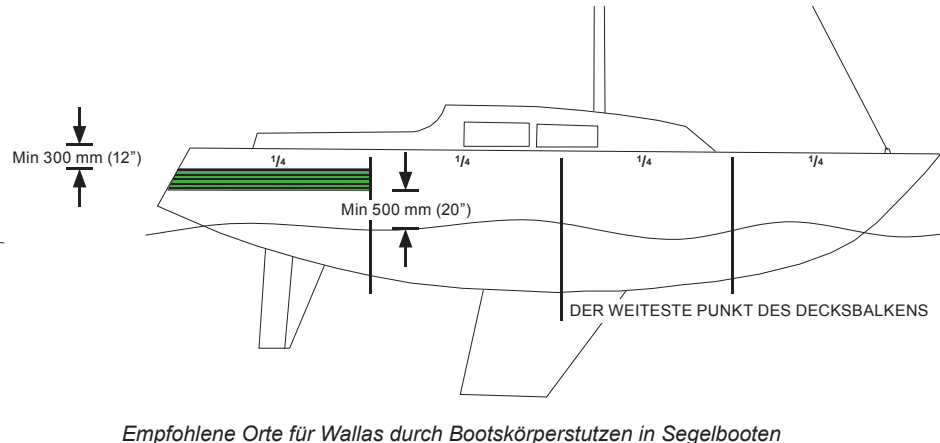 Min 300 mm (12”)
1/4
1/4
1/4
1/4
Min 500 mm (20”)
DER WEITESTE PUNKT DES DECKSBALKENS
Empfohlene Orte für Wallas durch Bootskörperstutzen in Segelbooten